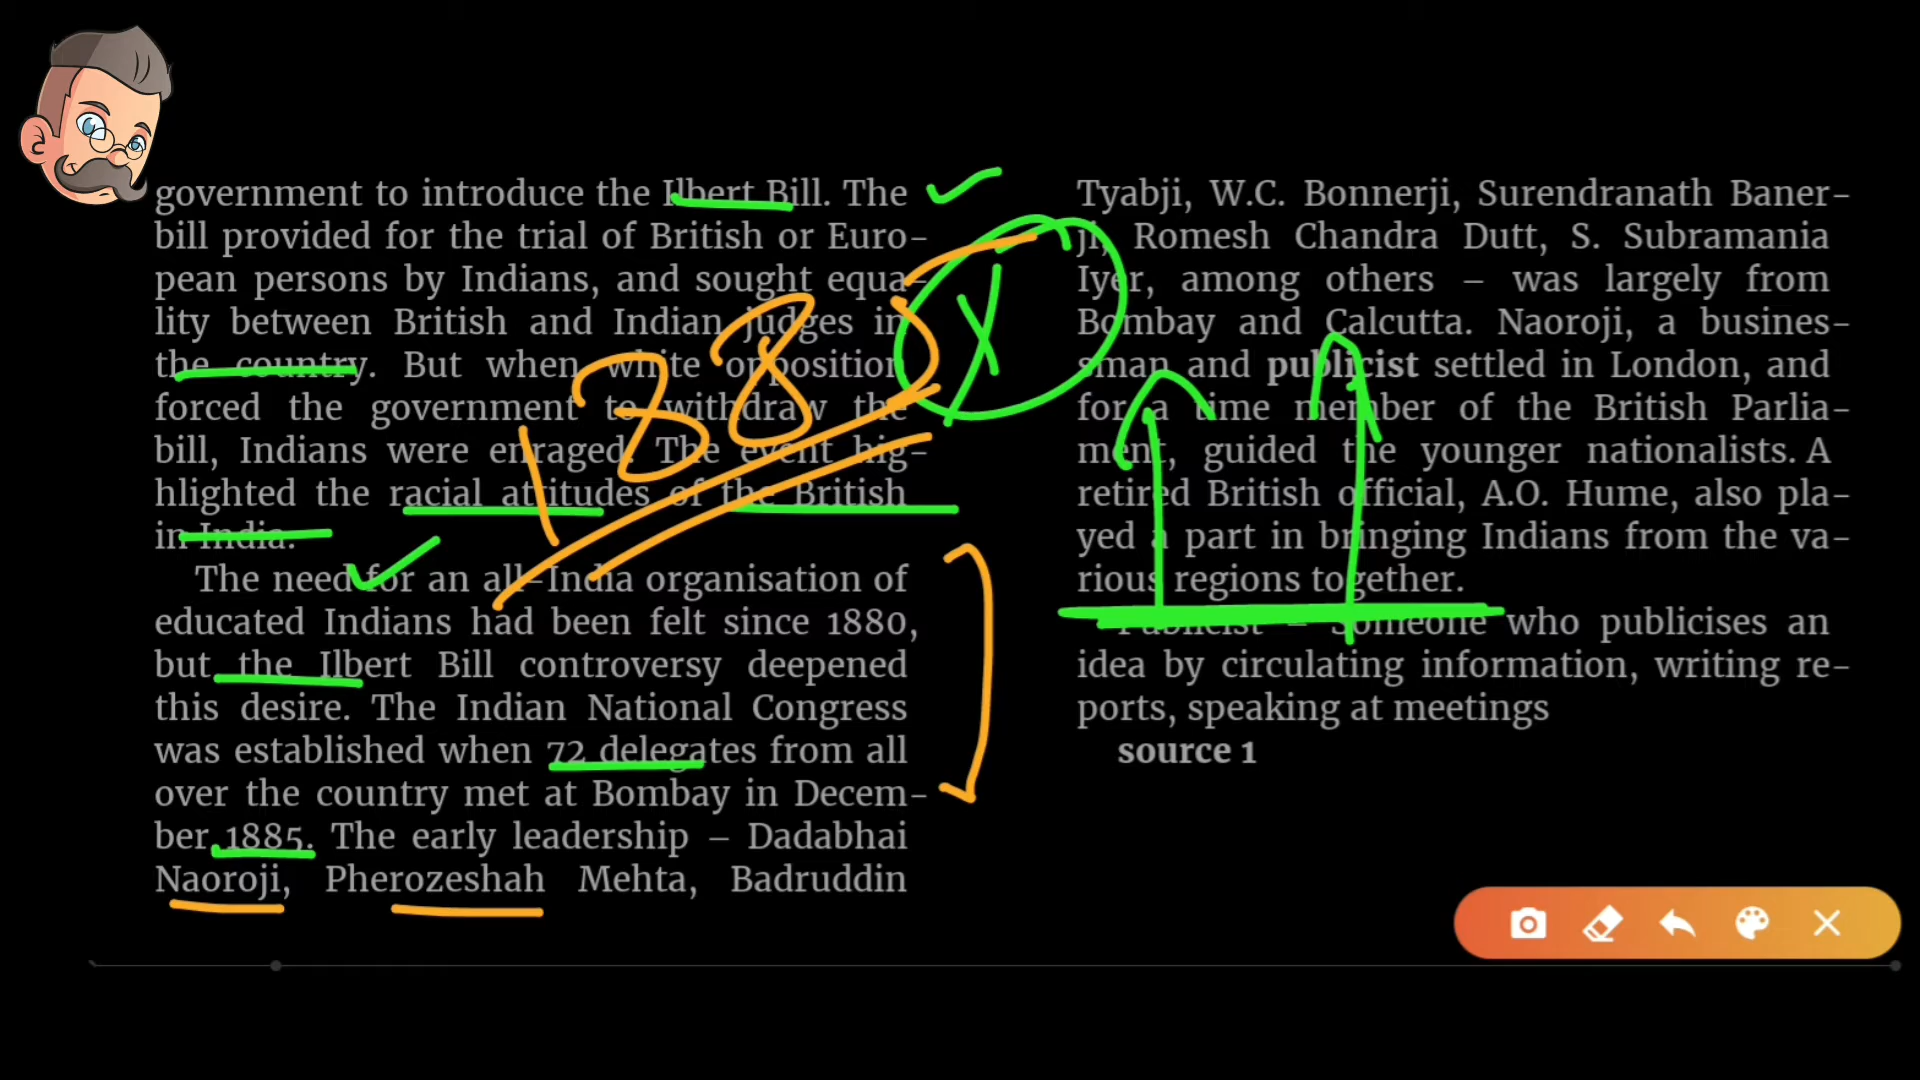 government to introduce the Ilbert Bill. The
bill provided for the trial of British or Euro-
pean persons by Indians, and sought equa-
lity between British and Indian judges in
the country. But when white opposition
forced the government to withdraw the
bill, Indians were enraged. The event hig-
hlighted the racial attitudes of the British
in India.
The need for an all-India organisation of
educated Indians had been felt since 1880,
but the Ilbert Bill controversy deepened
this desire. The Indian National Congress
was established when 72 delegates from all
over the country met at Bombay in Decem-
ber 1885. The early leadership – Dadabhai
Naoroji, Pherozeshah Mehta, Badruddin
Tyabji, W.C. Bonnerji, Surendranath Baner-
ji, Romesh Chandra Dutt, S. Subramania
Iyer, among others – was largely from
Bombay and Calcutta. Naoroji, a busines-
sman and publicist settled in London, and
for a time member of the British Parlia-
ment, guided the younger nationalists. A
retired British official, A.O. Hume, also pla-
yed a part in bringing Indians from the va-
rious regions together.
Publicist – Someone who publicises an
idea by circulating information, writing re-
ports, speaking at meetings
source 1